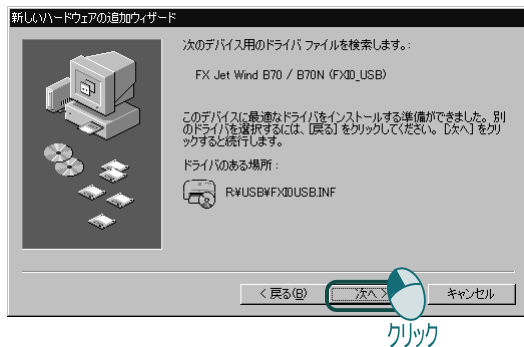 新しいハードウェアの追加ウィザード
次のデバイス用のドライバ ファイルを検索します。:
FX Jet Wind B70 / B70N (FXID_USB)
このデバイスに最適なドライバをインストールする準備ができました。別
のドライバを選択するには、[戻る] をクリックしてください。[次へ] をクリ
ックすると続行します。
ドライバのある場所 :
R:¥USB¥FXIDUSB.INF
< 戻る(B)
次へ >
キャンセル
クリック